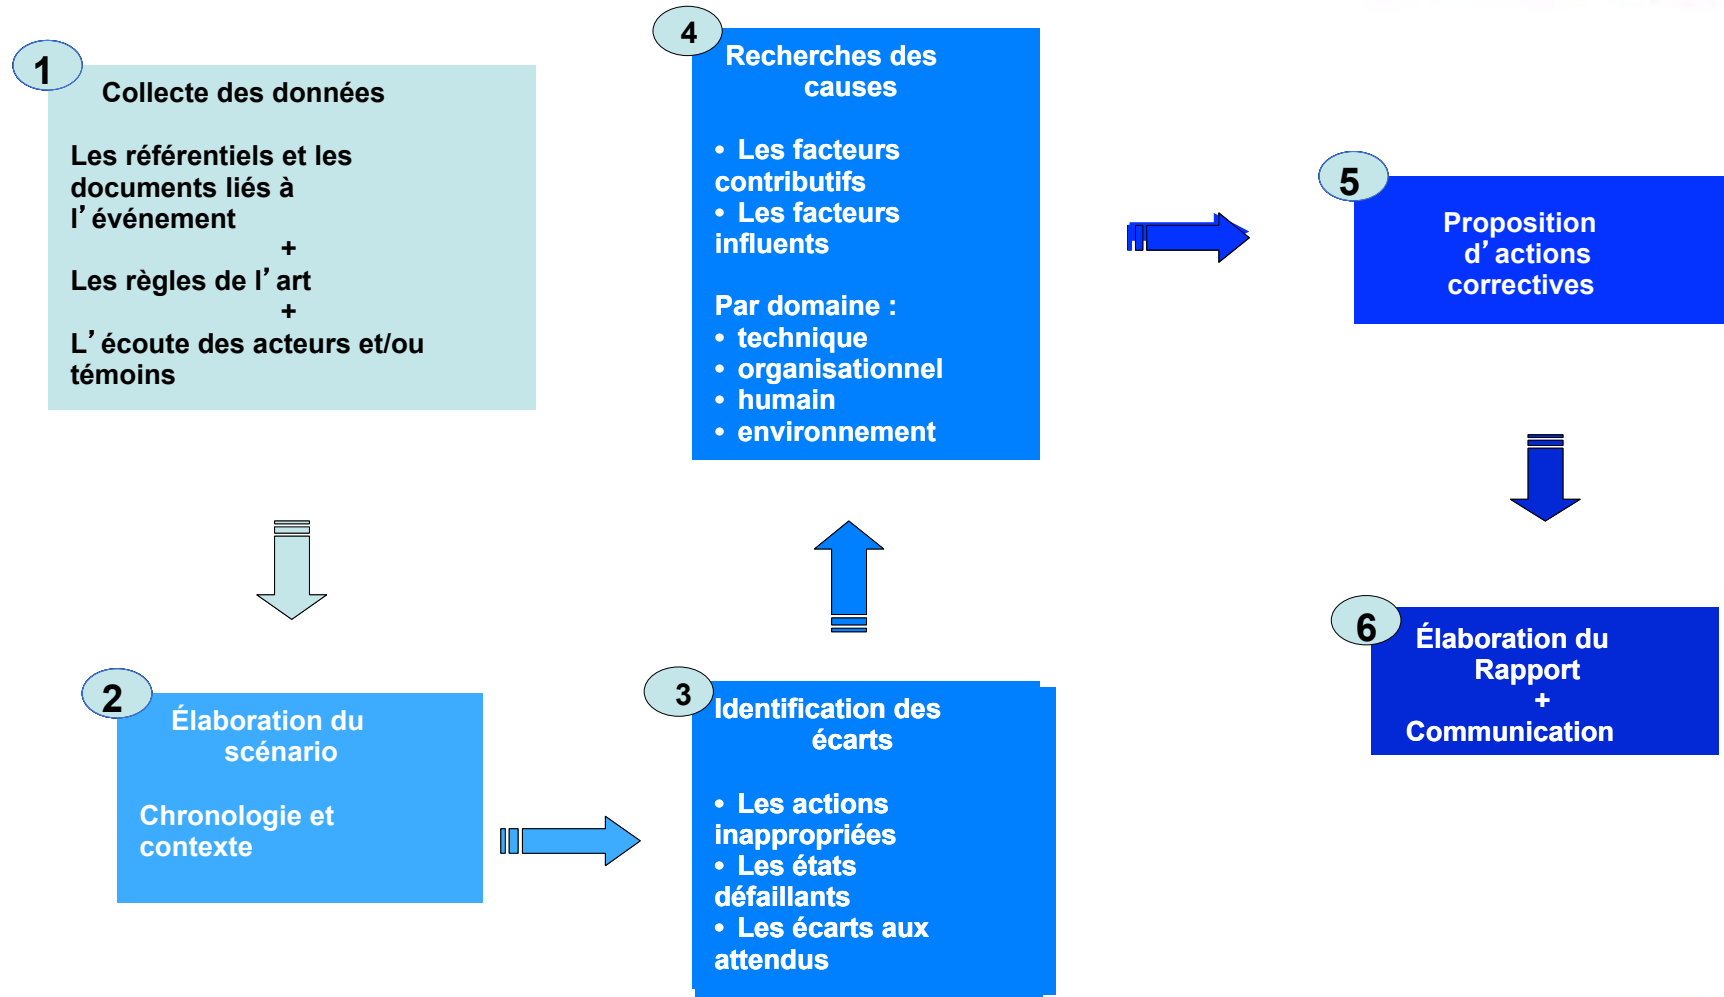 1
Collecte des données
Les référentiels et les
documents liés à
l’événement
+
Les règles de l’art
+
L’écoute des acteurs et/ou
témoins
2
Élaboration du
scénario
Chronologie et
contexte
3
Identification des
écarts
• Les actions
inappropriées
• Les états
défaillants
• Les écarts aux
attendus
4
Recherches des
causes
• Les facteurs
contributifs
• Les facteurs
influents
Par domaine :
• technique
• organisationnel
• humain
• environnement
5
Proposition
d’actions
correctives
6
Élaboration du
Rapport
+
Communication